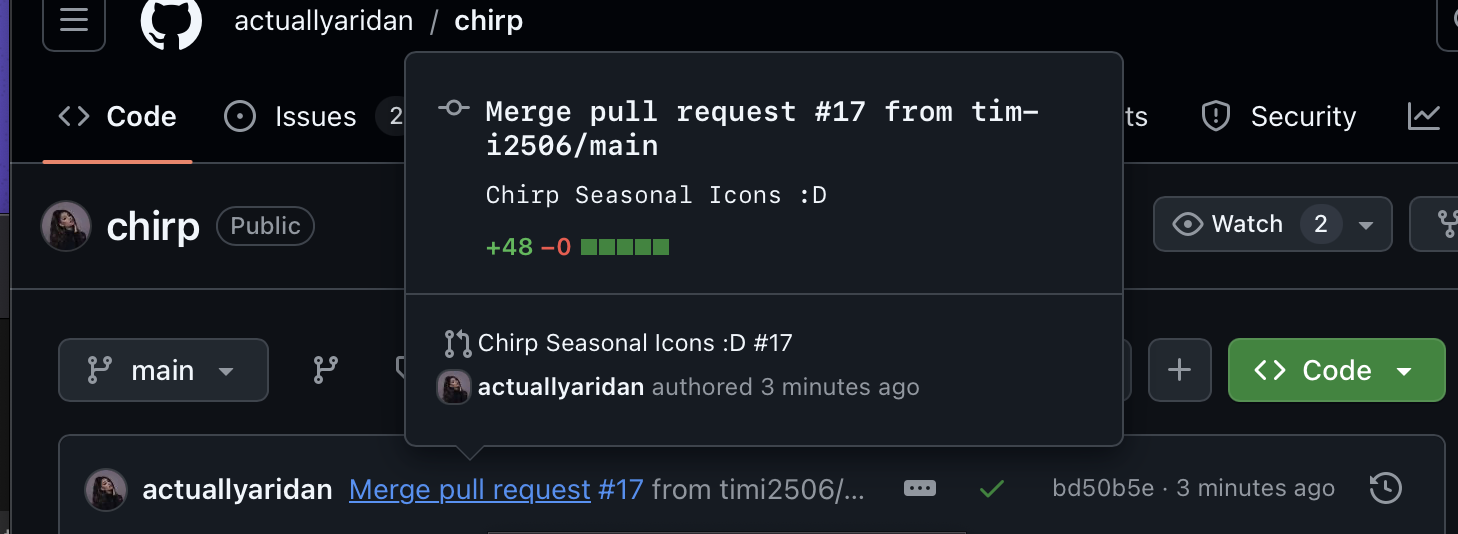 actuallyaridan / chirp
Code Issues 2 ts Security
Merge pull request #17 from tim-
i2506/main
Chirp Seasonal Icons :D
+48 −0
chirp Public Watch 2
Chirp Seasonal Icons :D #17
main Code
actuallyaridan authored 3 minutes ago
actuallyaridan Merge pull request #17 from timi2506/... bd50b5e · 3 minutes ago